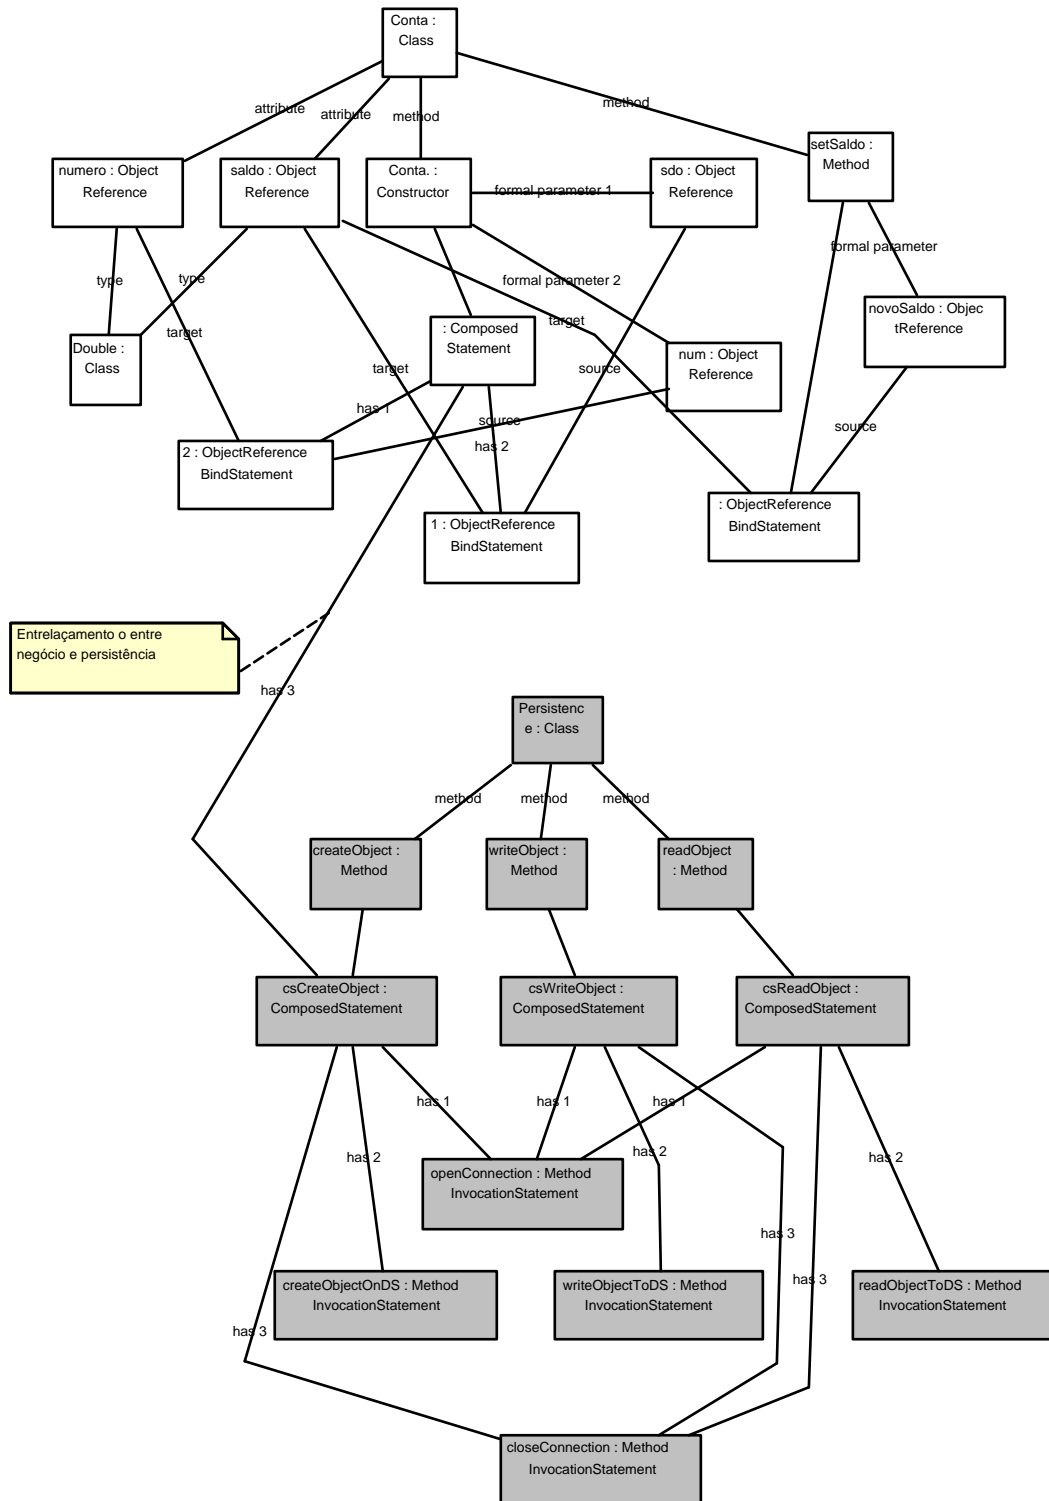 Conta :
Class
attribute
attribute
method
method
numero : Object
Reference
saldo : Object
Reference
Conta. :
Constructor
formal parameter 1
sdo : Object
Reference
setSaldo :
Method
type
type
target
formal parameter 2
formal parameter
target
novoSaldo : Objec
tReference
Double :
Class
: Composed
Statement
target
source
num : Object
Reference
has 1
source
has 2
source
2 : ObjectReference
BindStatement
1 : ObjectReference
BindStatement
: ObjectReference
BindStatement
Entrelaçamento o entre
negócio e persistência
has 3
Persistenc
e : Class
method
method
method
createObject :
Method
writeObject :
Method
readObject
: Method
csCreateObject :
ComposedStatement
csWriteObject :
ComposedStatement
csReadObject :
ComposedStatement
has 1
has 1
has 1
has 2
has 2
has 2
openConnection : Method
InvocationStatement
has 3
has 3
createObjectOnDS : Method
InvocationStatement
writeObjectToDS : Method
InvocationStatement
readObjectToDS : Method
InvocationStatement
has 3
closeConnection : Method
InvocationStatement